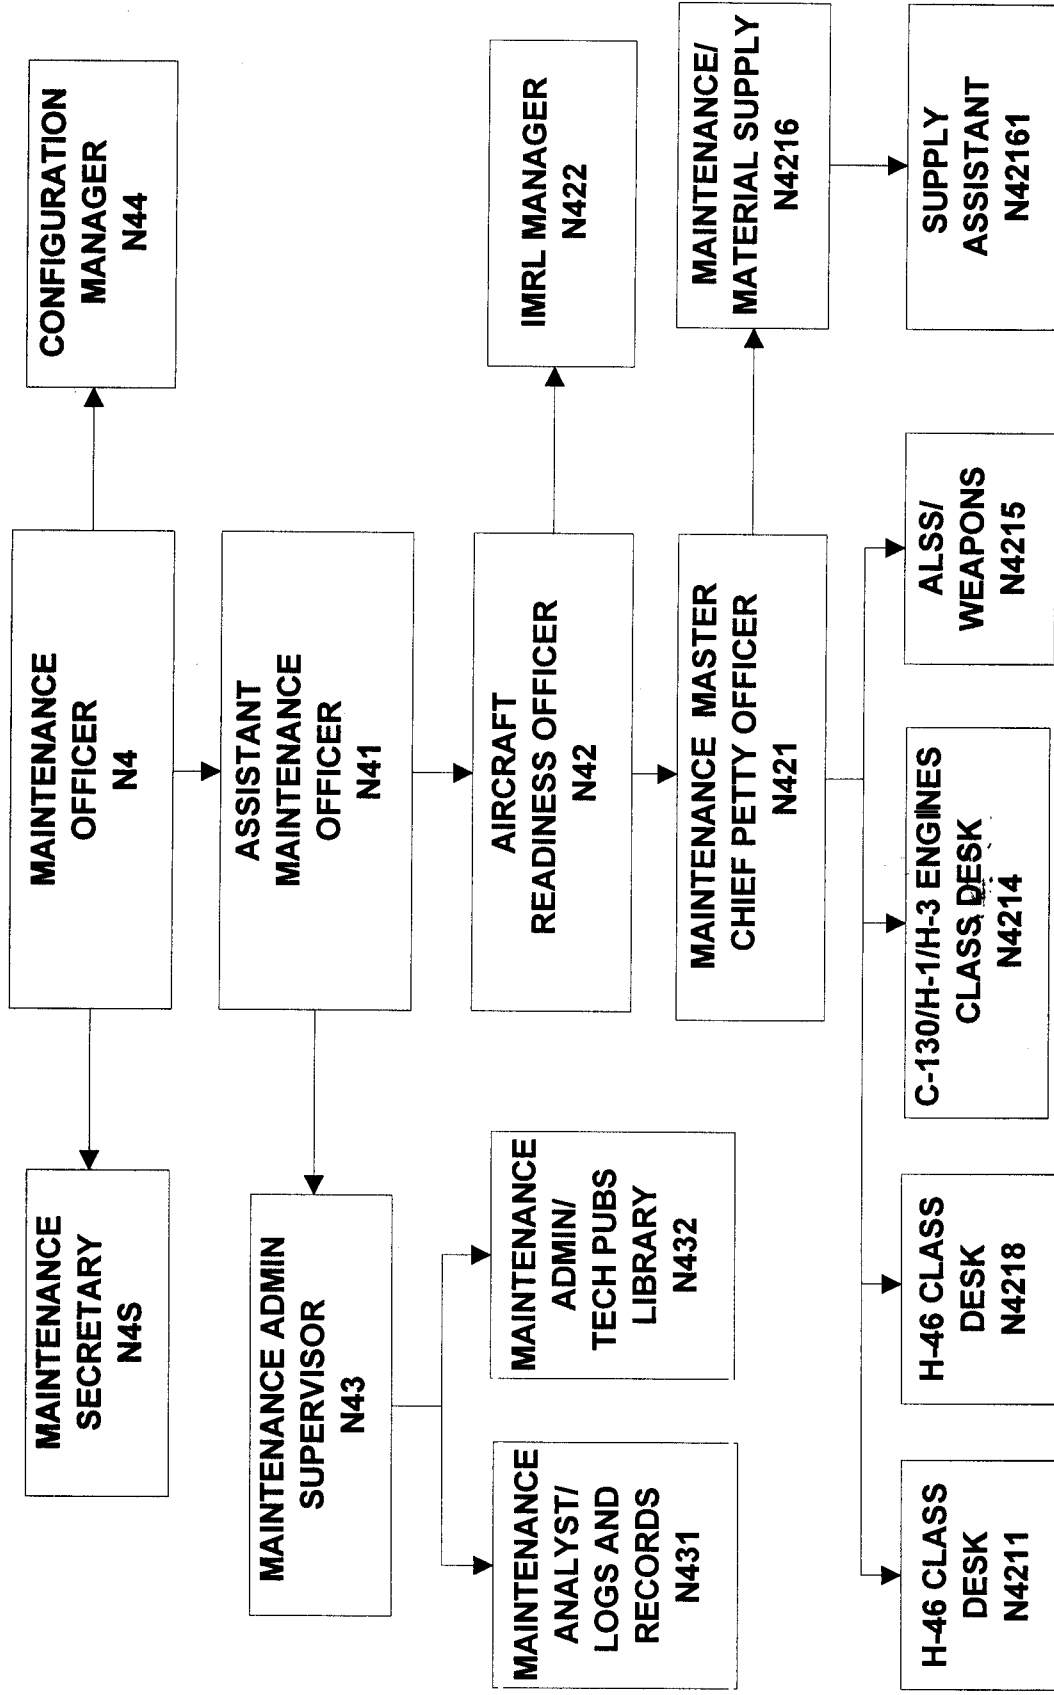 MAINTENANCE
SECRETARY
N4S
MAINTENANCE
OFFICER
N4
CONFIGURATION
MANAGER
N44
MAINTENANCE ADMIN
SUPERVISOR
N43
ASSISTANT
MAINTENANCE
OFFICER
N41
MAINTENANCE
ANALYST/
LOGS AND
RECORDS
N431
MAINTENANCE
ADMIN/
TECH PUBS
LIBRARY
N432
AIRCRAFT
READINESS OFFICER
N42
IMRL MANAGER
N422
MAINTENANCE MASTER
CHIEF PETTY OFFICER
N421
MAINTENANCE/
MATERIAL SUPPLY
N4216
H-46 CLASS
DESK
N4211
H-46 CLASS
DESK
N4218
C-130/H-1/H-3 ENGINES
CLASS DESK
N4214
ALSS/
WEAPONS
N4215
SUPPLY
ASSISTANT
N42161